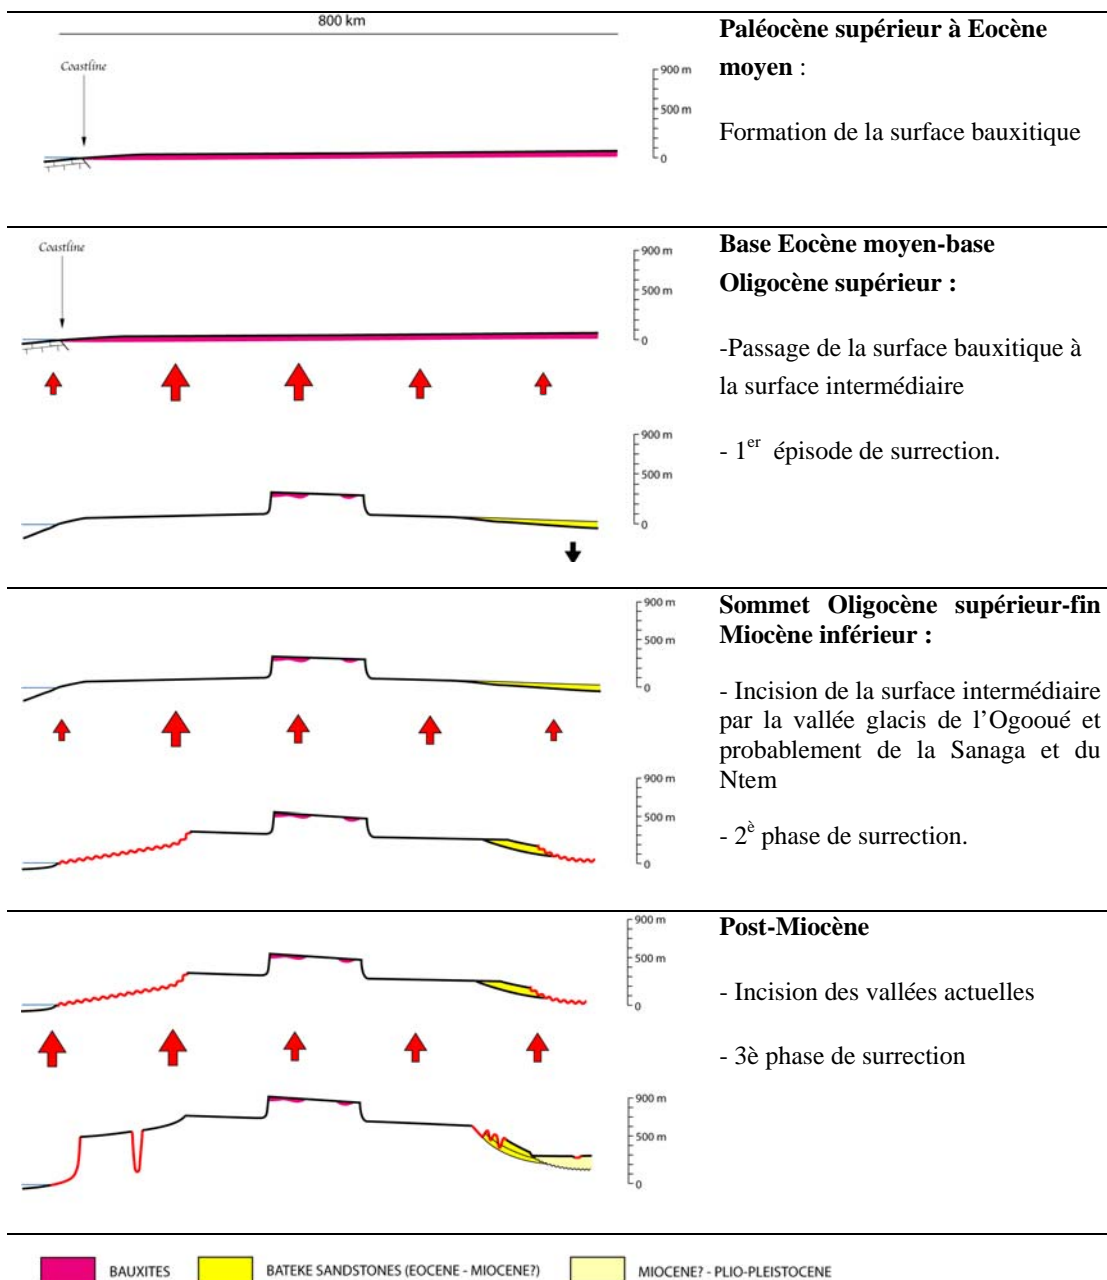 800 km
Coastline
900 m
500 m
0
Paléocène supérieur à Eocène
moyen :
Formation de la surface bauxitique
Coastline
900 m
500 m
0
900 m
500 m
0
Base Eocène moyen-base
Oligocène supérieur :
-Passage de la surface bauxitique à
la surface intermédiaire
- 1er épisode de surrection.
900 m
500 m
0
900 m
500 m
0
Sommet Oligocène supérieur-fin
Miocène inférieur :
- Incision de la surface intermédiaire
par la vallée glacis de l’Ogooué et
probablement de la Sanaga et du
Ntem
- 2è phase de surrection.
900 m
500 m
0
900 m
500 m
0
Post-Miocène
- Incision des vallées actuelles
- 3è phase de surrection
BAUXITES
BATEKE SANDSTONES (EOCENE - MIOCENE?)
MIOCENE? - PLIO-PLEISTOCENE